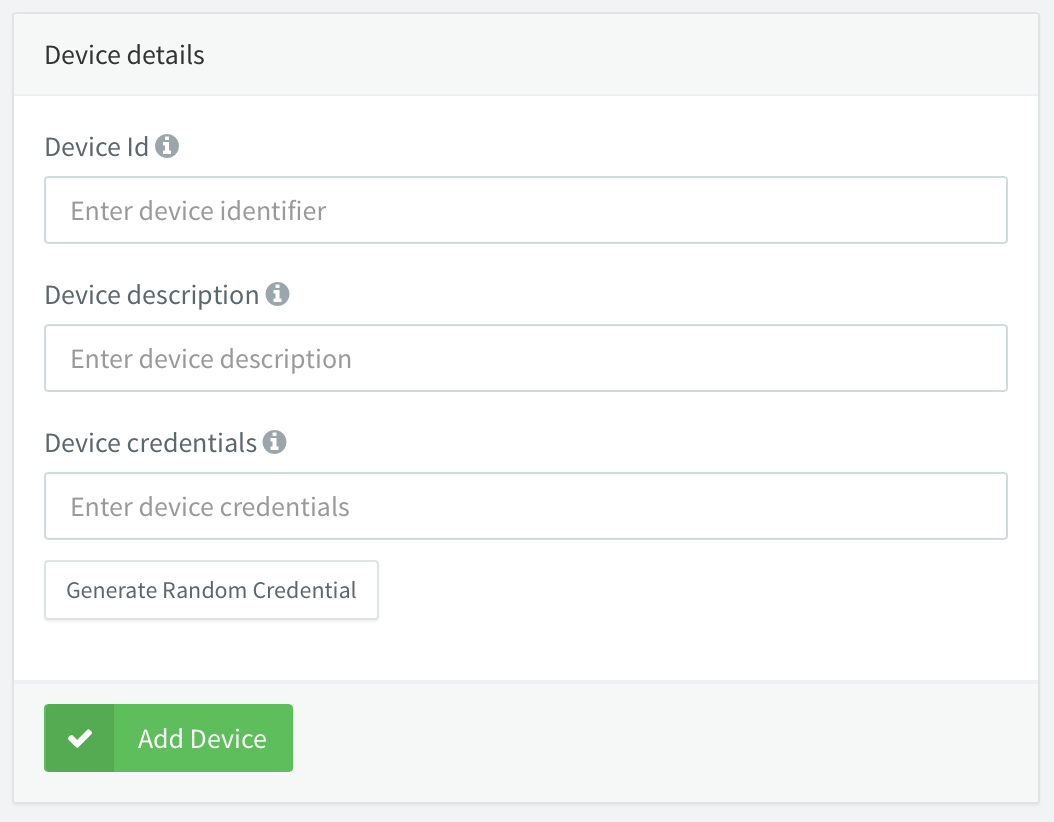 Device details
Device Id
Enter device identifier
Device description
Enter device description
Device credentials
Enter device credentials
Generate Random Credential
Add Device